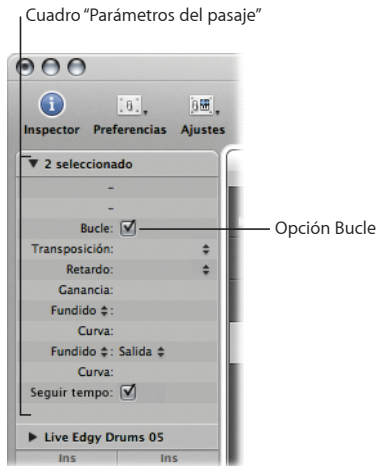 Cuadro “Parámetros del pasaje”
Inspector Preferencias Ajustes
2 seleccionado
–
–
Bucle:
Opción Bucle
Transposición:
Retardo:
Ganancia:
Fundido :
Curva:
Fundido : Salida
Curva:
Seguir tempo:
Live Edgy Drums 05
Ins Ins